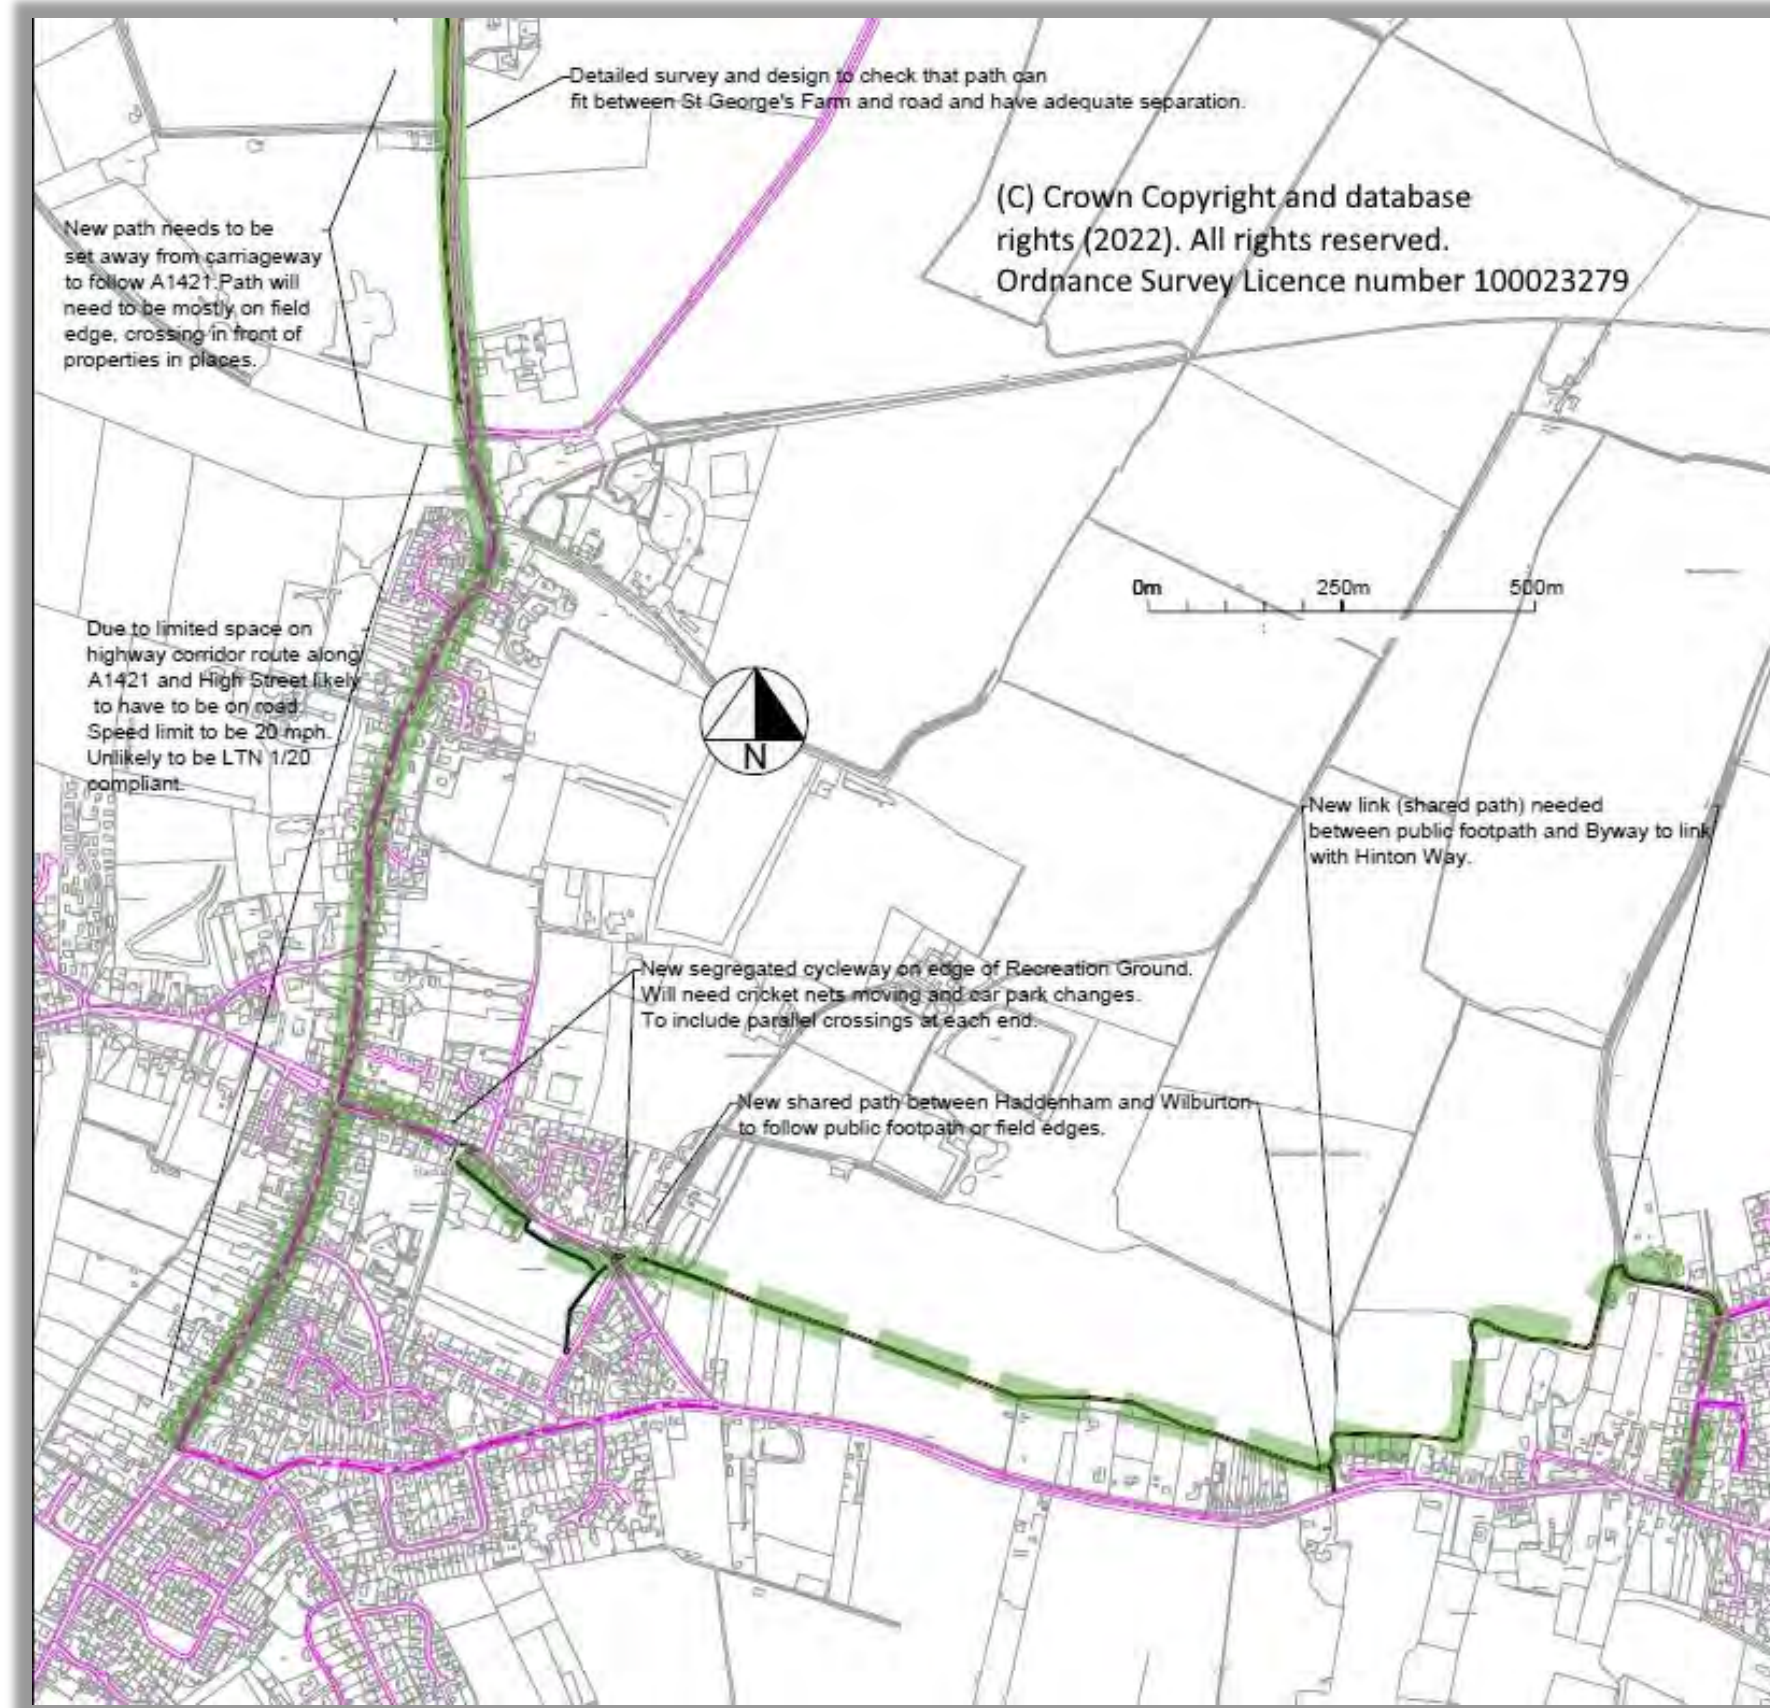 Detailed survey and design to check that path can
fit between St George's Farm and road and have adequate separation.
(C) Crown Copyright and database
rights (2022). All rights reserved.
Ordnance Survey Licence number 100023279
New path needs to be
set away from carriageway
to follow A1421.Path will
need to be mostly on field
edge, crossing in front of
properties in places.
0m 250m 500m
Due to limited space on
highway corridor route along
A1421 and High Street likely
to have to be on road.
Speed limit to be 20 mph.
Unlikely to be LTN 1/20
compliant.
N
New link (shared path) needed
between public footpath and Byway to link
with Hinton Way.
New segregated cycleway on edge of Recreation Ground.
Will need cricket nets moving and car park changes.
To include parallel crossings at each end.
New shared path between Haddenham and Wilburton
to follow public footpath or field edges.